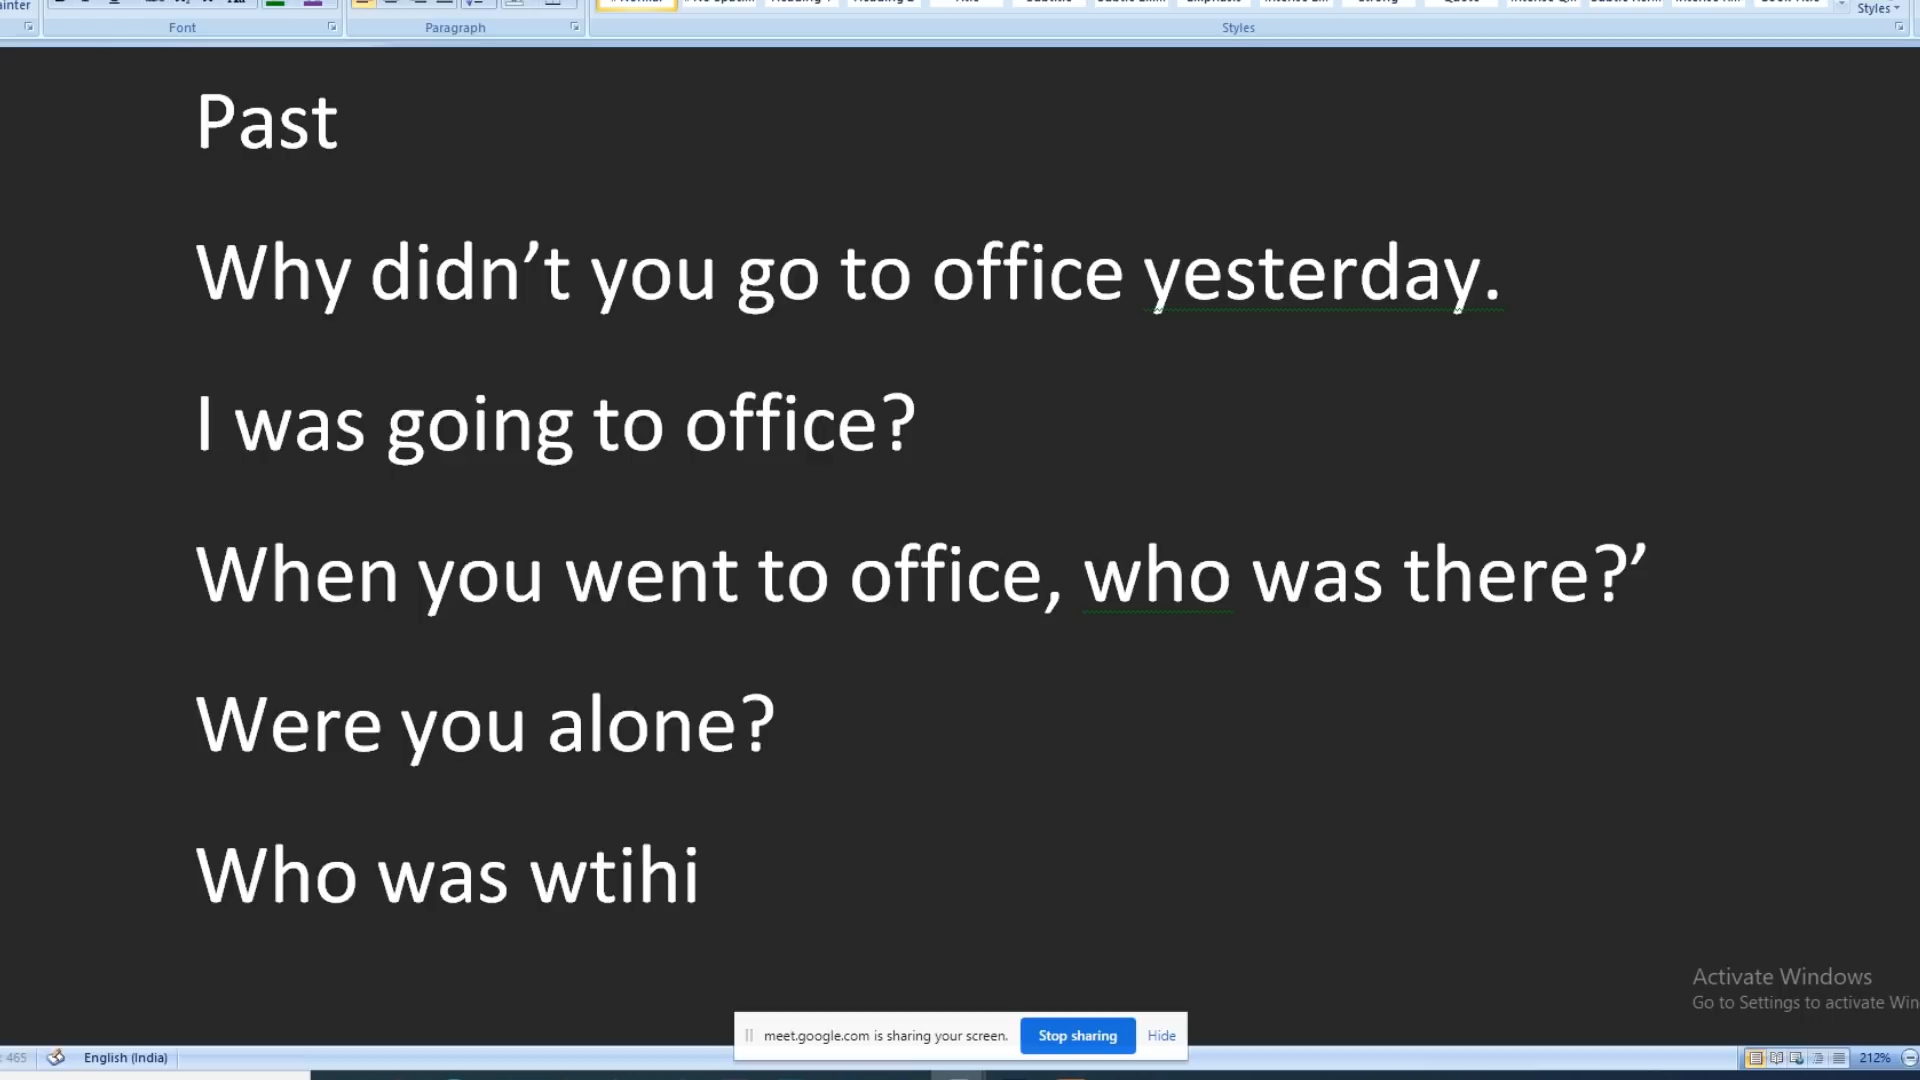 Font
Paragraph
Styles
Styles
Past
Why didn’t you go to office yesterday.
I was going to office?
When you went to office, who was there?’
Were you alone?
Who was wtihi
Activate Windows
Go to Settings to activate Win
meet.google.com is sharing your screen.
Stop sharing
Hide
465
English (India)
212%